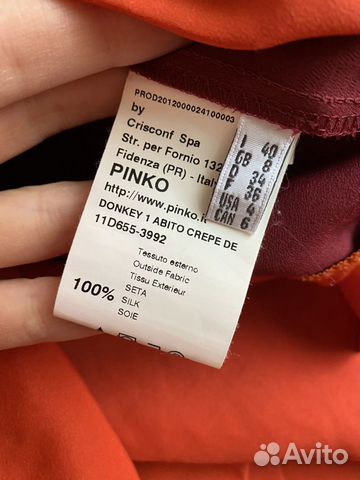 PROD2012000024100003
by
Crisconf Spa
Str. per Fornio 132
Fidenza (PR) - Ital
PINKO
http://www.pinko.it
DONKEY 1 ABITO CREPE DE
11D655-3992
Tessuto esterno
Outside Fabric
Tissu Exterieur
100%
SETA
SILK
SOIE
I 40
GB 8
D 34
F 36
USA 4
CAN 6
Avito